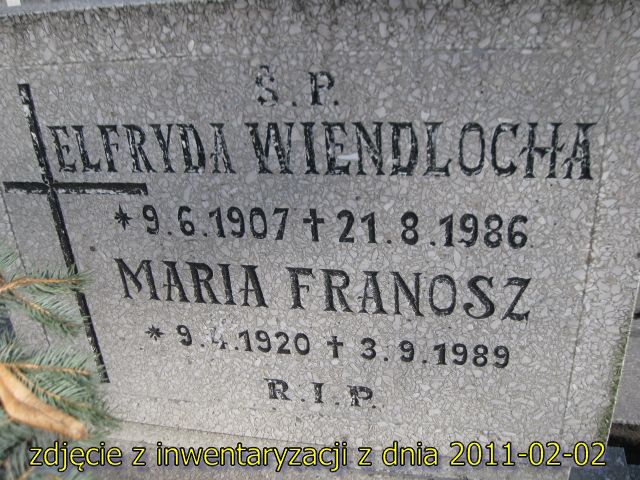 Ś.P.
ELFRYDA WIENDLOCHA
* 9.6.1907 † 21.8.1986
MARIA FRANOSZ
* 9.4.1920 † 3.9.1989
R.I.P.
zdjęcie z inwentaryzacji z dnia 2011-02-02